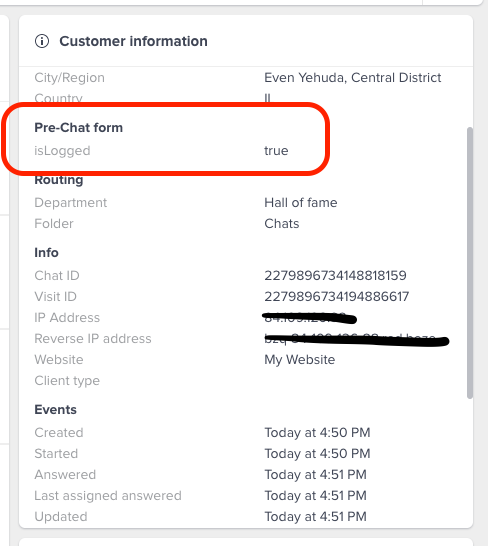 Customer information
City/Region Even Yehuda, Central District
Country IL
Pre-Chat form
isLogged true
Routing
Department Hall of fame
Folder Chats
Info
Chat ID 2279896734148818159
Visit ID 2279896734194886617
IP Address
Reverse IP address
Website My Website
Client type
Events
Created Today at 4:50 PM
Started Today at 4:50 PM
Answered Today at 4:51 PM
Last assigned answered Today at 4:51 PM
Updated Today at 4:51 PM